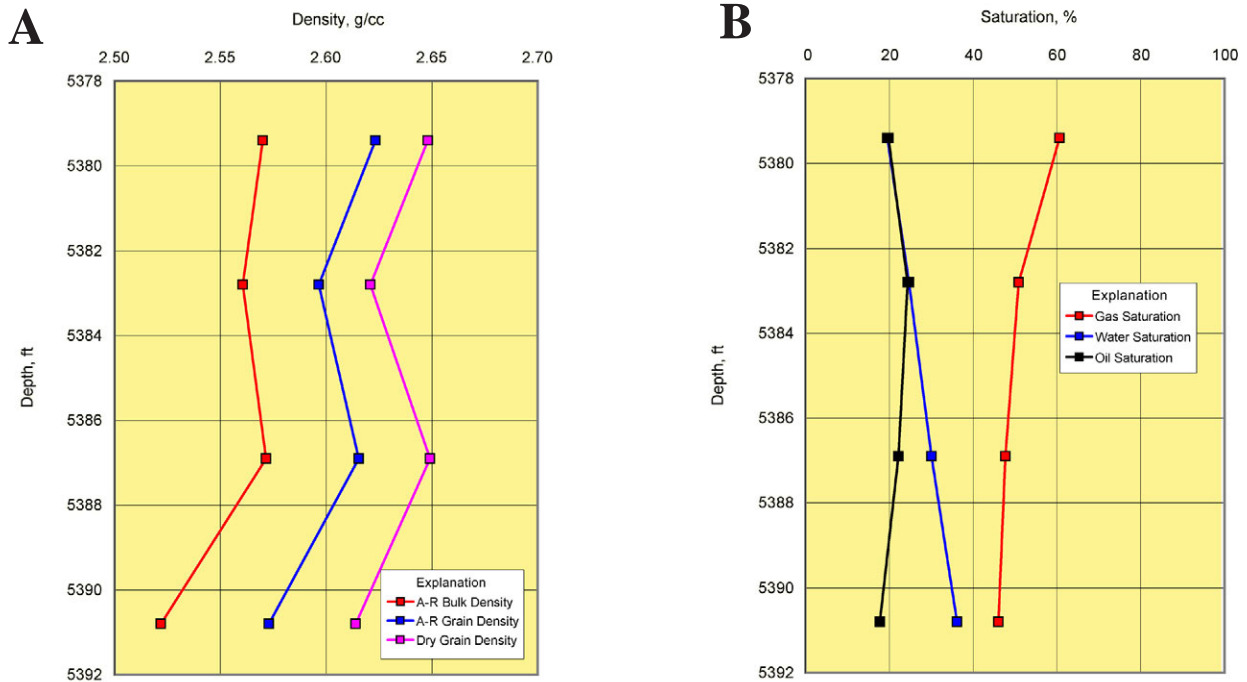 A
Density, g/cc
2.50 2.55 2.60 2.65 2.70
5378
5380
5382
5384
5386
5388
5390
5392
Depth, ft
Explanation
A-R Bulk Density
A-R Grain Density
Dry Grain Density
B
Saturation, %
0 20 40 60 80 100
5378
5380
5382
5384
5386
5388
5390
5392
Depth, ft
Explanation
Gas Saturation
Water Saturation
Oil Saturation